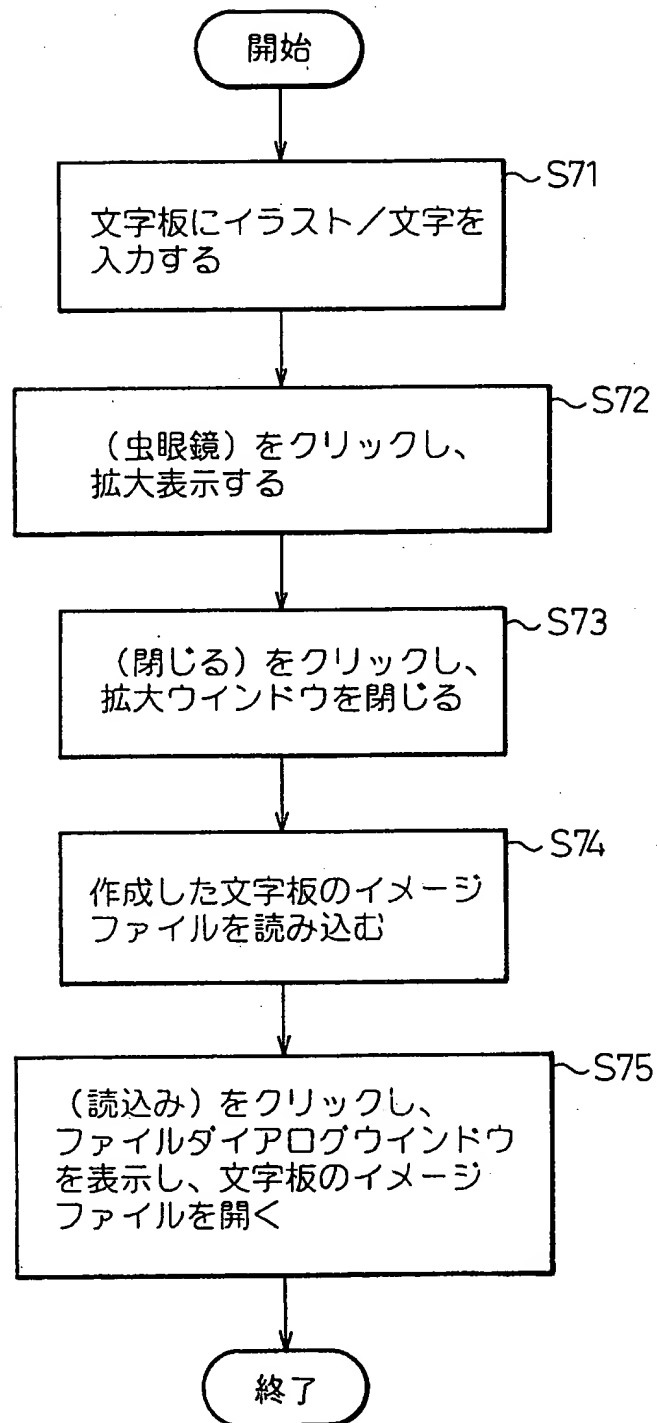 開始
S71
文字板にイラスト／文字を
入力する
S72
（虫眼鏡）をクリックし、
拡大表示する
S73
（閉じる）をクリックし、
拡大ウインドウを閉じる
S74
作成した文字板のイメージ
ファイルを読み込む
S75
（読込み）をクリックし、
ファイルダイアログウインドウ
を表示し、文字板のイメージ
ファイルを開く
終了